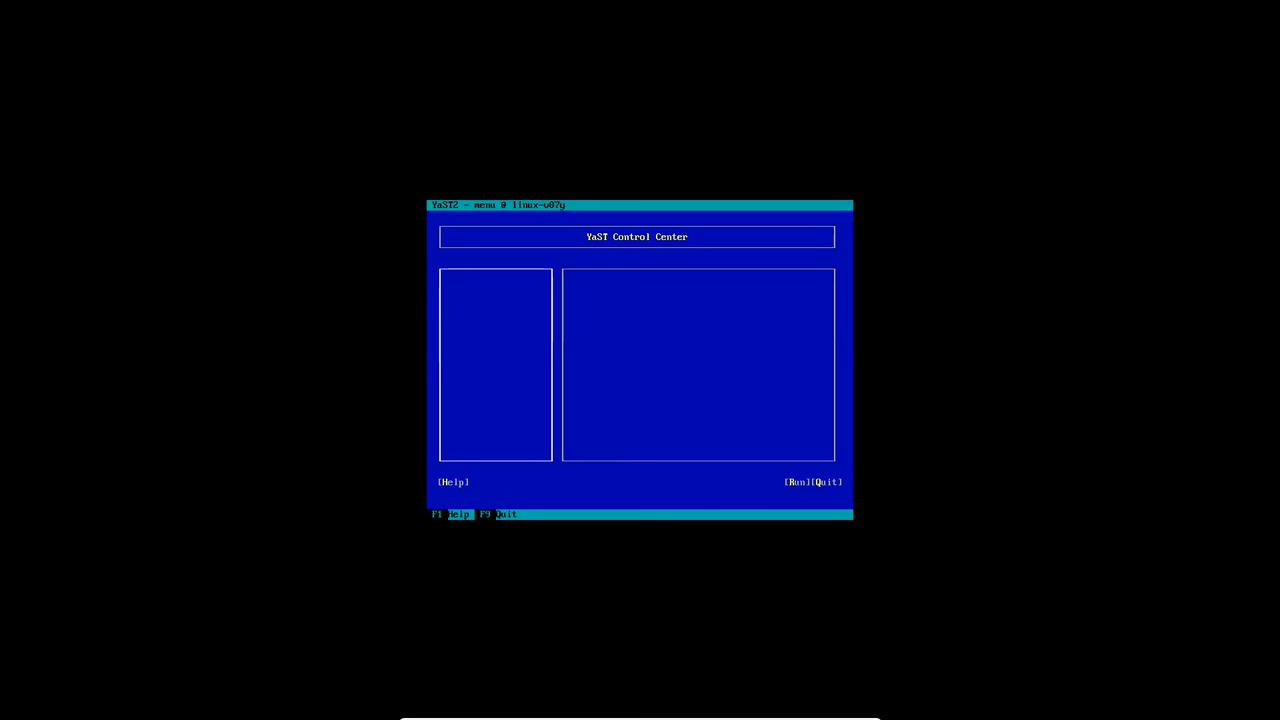 YaST2 - menu @ linux-v07y
YaST Control Center
[Help] [Run][Quit]
F1 Help F9 Quit